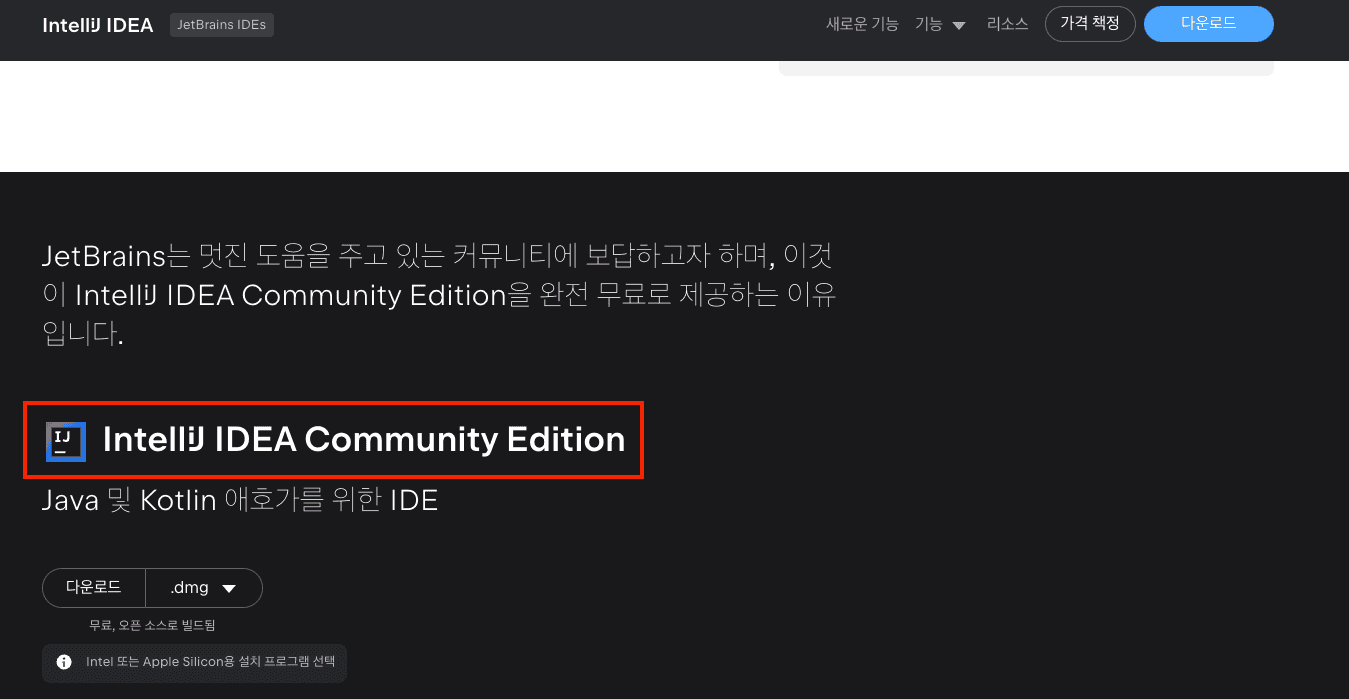 IntelliJ IDEA JetBrains IDEs 새로운 기능 기능 리소스 가격 책정 다운로드
JetBrains는 멋진 도움을 주고 있는 커뮤니티에 보답하고자 하며, 이것
이 IntelliJ IDEA Community Edition을 완전 무료로 제공하는 이유
입니다.
IJ IntelliJ IDEA Community Edition
Java 및 Kotlin 애호가를 위한 IDE
다운로드 .dmg
무료, 오픈 소스로 빌드됨
Intel 또는 Apple Silicon용 설치 프로그램 선택